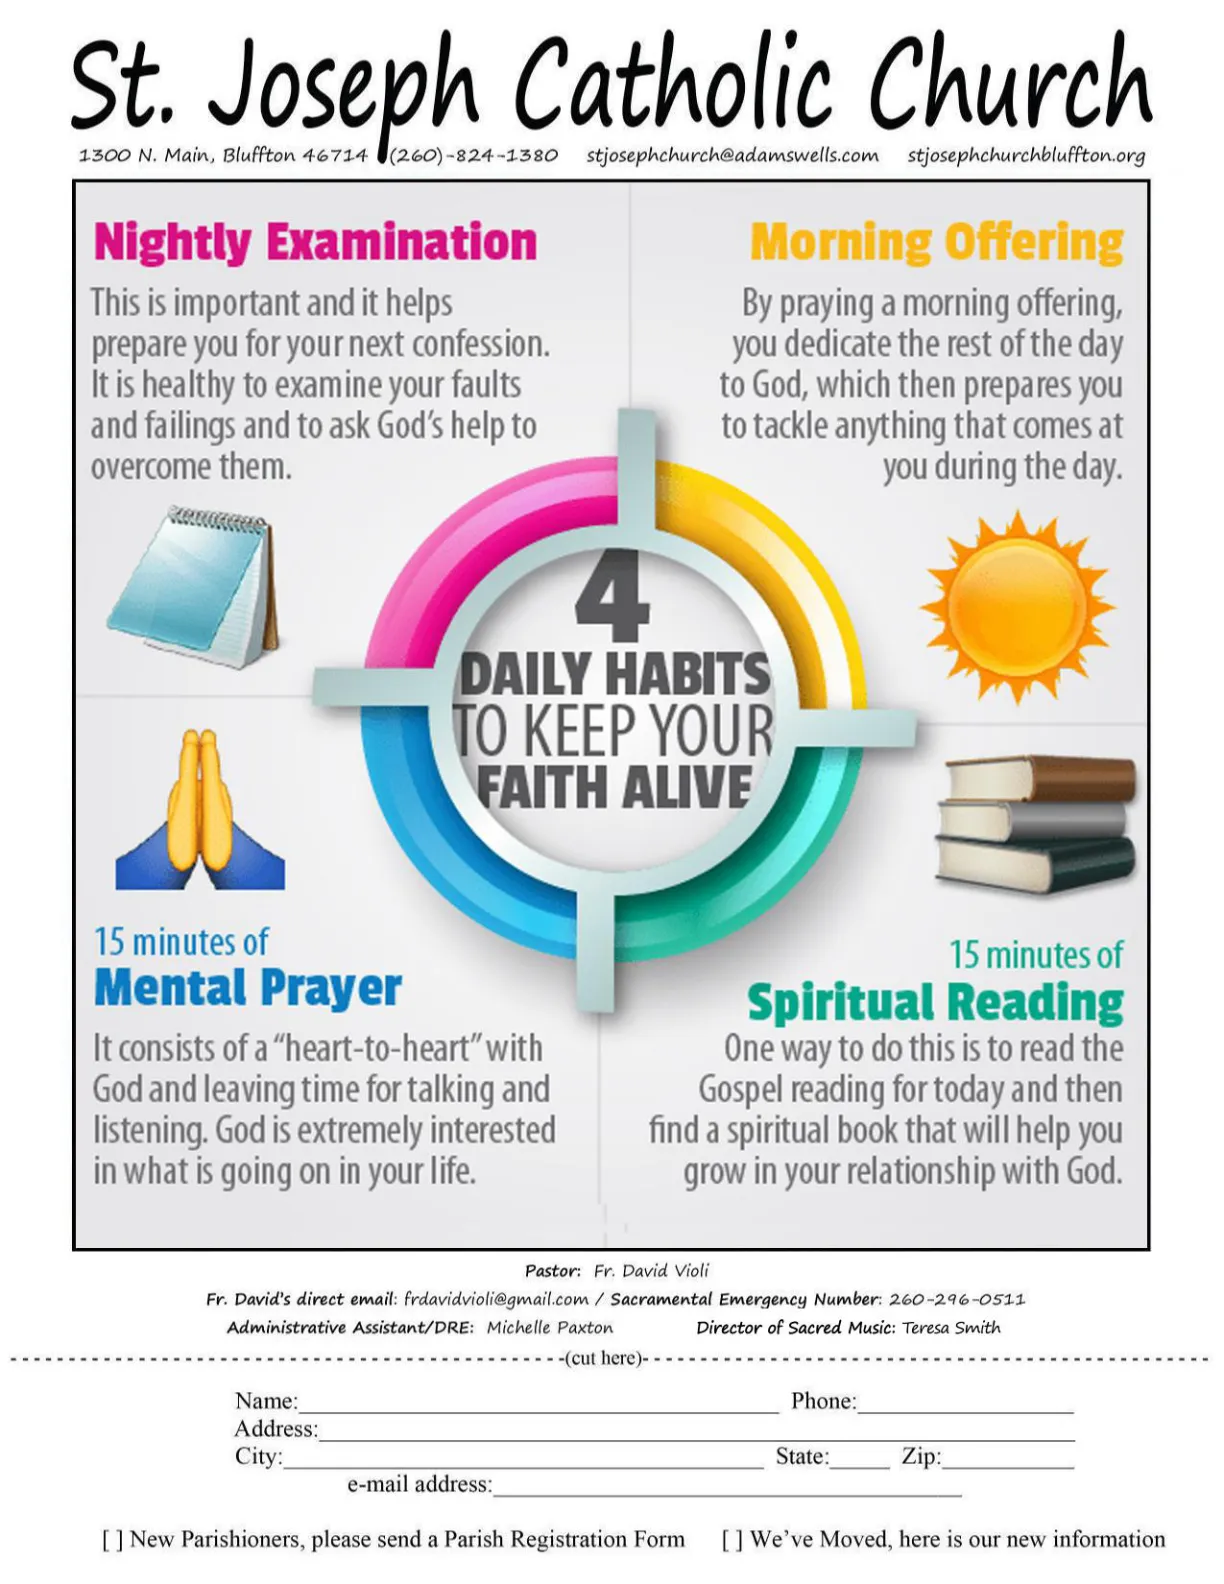 St. Joseph Catholic Church
1300 N. Main, Bluffton 46714 (260)-824-1380 stjosephchurch@adamswells.com stjosephchurchbluffton.org
Nightly Examination
This is important and it helps
prepare you for your next confession.
It is healthy to examine your faults
and failings and to ask God's help to
overcome them.
Morning Offering
By praying a morning offering,
you dedicate the rest of the day
to God, which then prepares you
to tackle anything that comes at
you during the day.
4
DAILY HABITS
TO KEEP YOUR
FAITH ALIVE
15 minutes of
Mental Prayer
It consists of a “heart-to-heart” with
God and leaving time for talking and
listening. God is extremely interested
in what is going on in your life.
15 minutes of
Spiritual Reading
One way to do this is to read the
Gospel reading for today and then
find a spiritual book that will help you
grow in your relationship with God.
Pastor: Fr. David Violi
Fr. David's direct email: frdavidvioli@gmail.com / Sacramental Emergency Number: 260-296-0511
Administrative Assistant/DRE: Michelle Paxton Director of Sacred Music: Teresa Smith
(cut here)
Name: Phone:
Address:
City: State: Zip:
e-mail address:
[ ] New Parishioners, please send a Parish Registration Form [ ] We've Moved, here is our new information